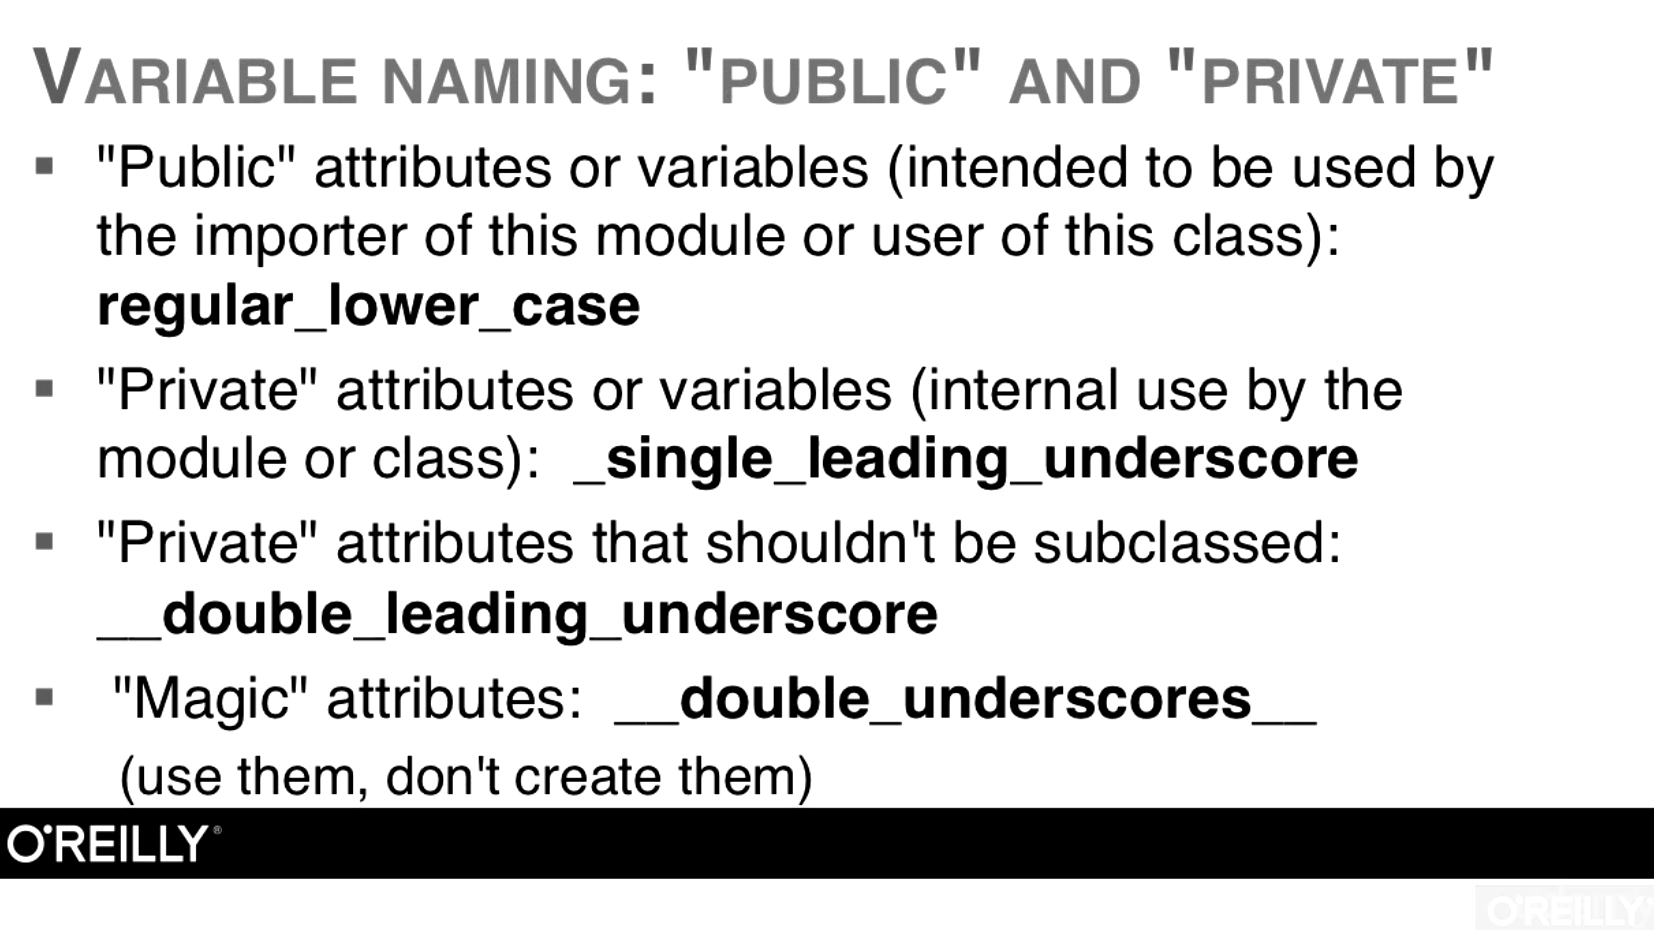 VARIABLE NAMING: "PUBLIC" AND "PRIVATE"
"Public" attributes or variables (intended to be used by
the importer of this module or user of this class):
regular_lower_case
"Private" attributes or variables (internal use by the
module or class):  _single_leading_underscore
"Private" attributes that shouldn't be subclassed:
__double_leading_underscore
"Magic" attributes:  __double_underscores__
(use them, don't create them)
O'REILLY®
O'REILLY